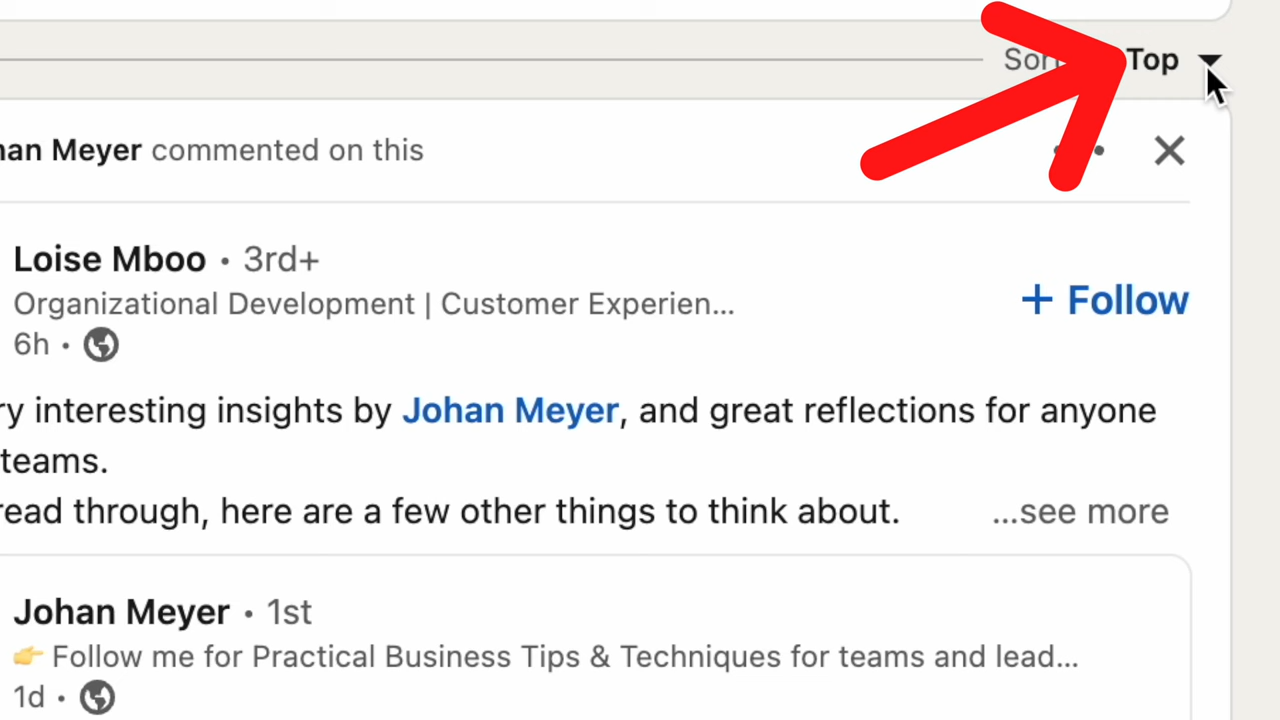 Top
Meyer commented on this
Loise Mboo • 3rd+
Organizational Development | Customer Experien...
6h •
interesting insights by Johan Meyer, and great reflections for anyone
teams.
read through, here are a few other things to think about. ...see more
+ Follow
Johan Meyer • 1st
👉 Follow me for Practical Business Tips & Techniques for teams and lead...
1d •